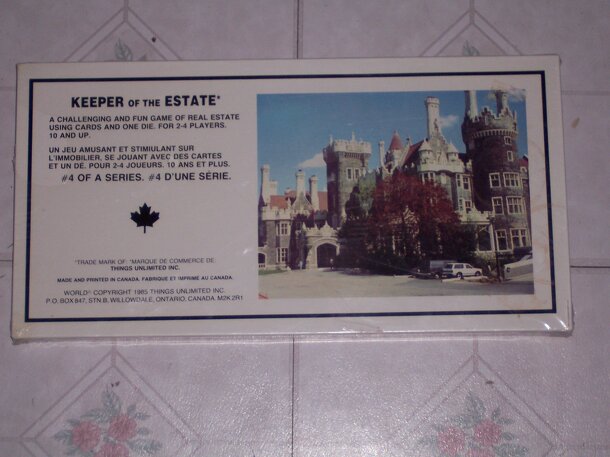 KEEPER OF THE ESTATE*
A CHALLENGING AND FUN GAME OF REAL ESTATE
USING CARDS AND ONE DIE. FOR 2-4 PLAYERS.
10 AND UP.
UN JEU AMUSANT ET STIMULANT SUR
L'IMMOBILIER, SE JOUANT AVEC DES CARTES
ET UN DÉ. POUR 2-4 JOUEURS. 10 ANS ET PLUS.
#4 OF A SERIES. #4 D'UNE SÉRIE.
*TRADE MARK OF: *MARQUE DE COMMERCE DE
THINGS UNLIMITED INC.
MADE AND PRINTED IN CANADA. FABRIQUÉ ET IMPRIMÉ AU CANADA.
WORLD© COPYRIGHT 1985 THINGS UNLIMITED INC.
P.O. BOX 847, STN.B, WILLOWDALE, ONTARIO, CANADA. M2K 2R1